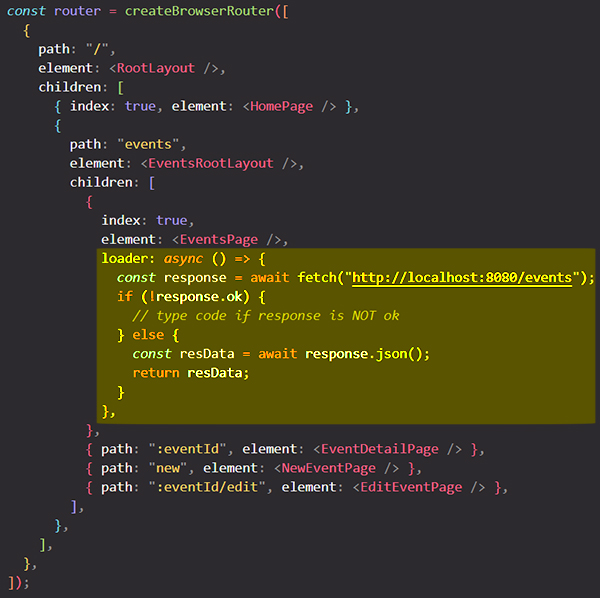 const router = createBrowserRouter([
  {
    path: "/",
    element: <RootLayout />,
    children: [
      { index: true, element: <HomePage /> },
      {
        path: "events",
        element: <EventsRootLayout />,
        children: [
          {
            index: true,
            element: <EventsPage />,
            loader: async () => {
              const response = await fetch("http://localhost:8080/events");
              if (!response.ok) {
                // type code if response is NOT ok
              } else {
                const resData = await response.json();
                return resData;
              }
            },
          },
          { path: ":eventId", element: <EventDetailPage /> },
          { path: "new", element: <NewEventPage /> },
          { path: ":eventId/edit", element: <EditEventPage /> },
        ],
      },
    ],
  },
]);